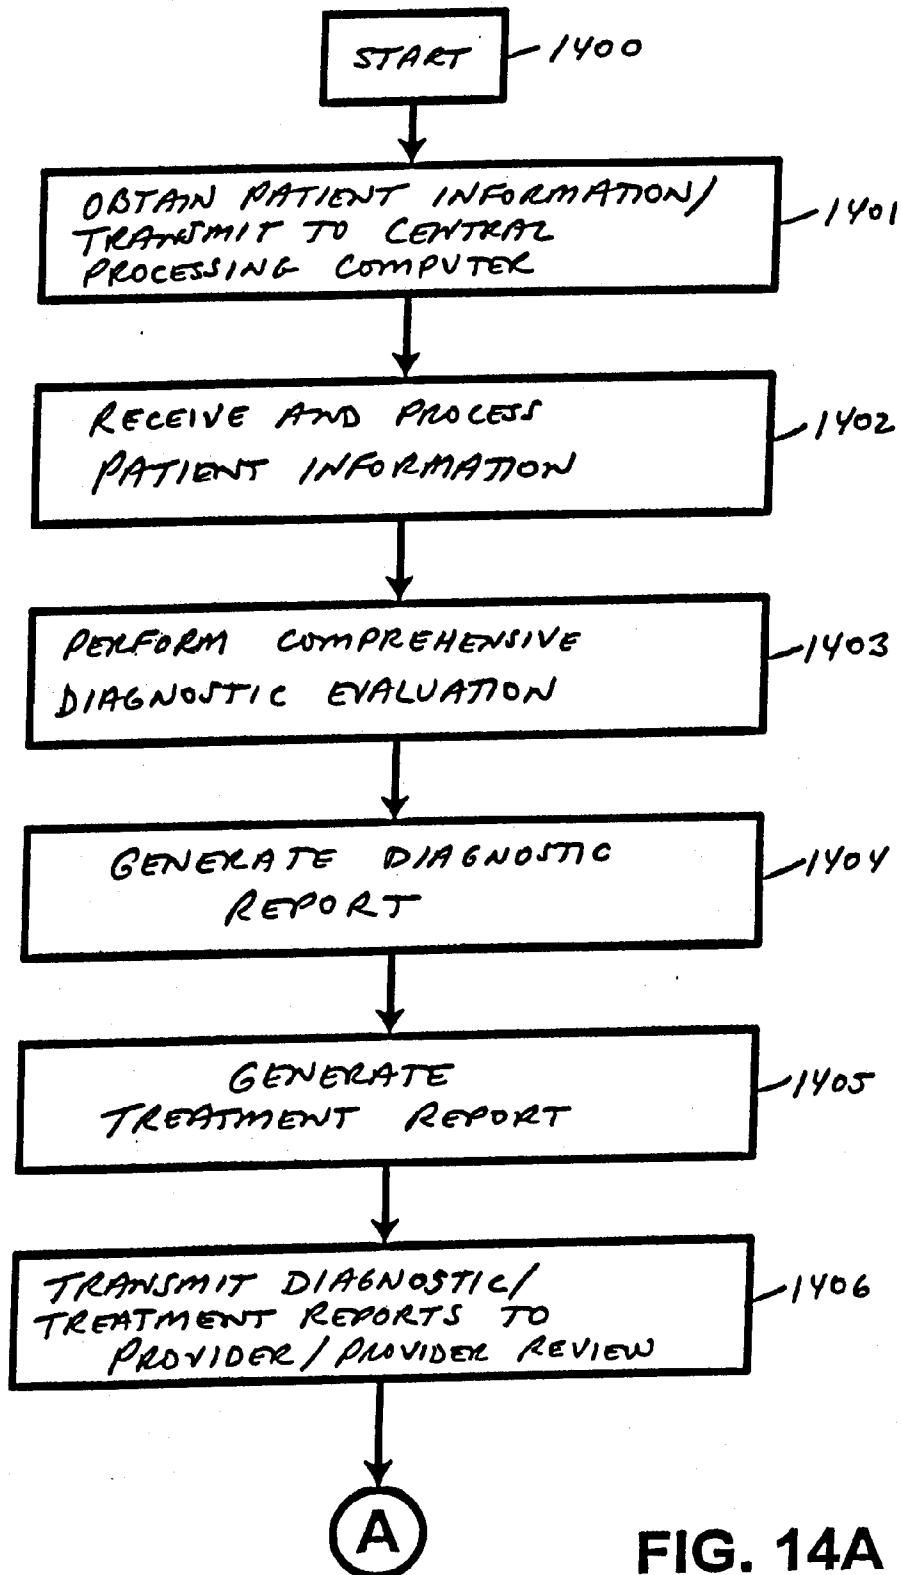 START
1400
OBTAIN PATIENT INFORMATION/
TRANSMIT TO CENTRAL
PROCESSING COMPUTER
1401
RECEIVE AND PROCESS
PATIENT INFORMATION
1402
PERFORM COMPREHENSIVE
DIAGNOSTIC EVALUATION
1403
GENERATE DIAGNOSTIC
REPORT
1404
GENERATE
TREATMENT REPORT
1405
TRANSMIT DIAGNOSTIC/
TREATMENT REPORTS TO
PROVIDER/PROVIDER REVIEW
1406
A
FIG. 14A